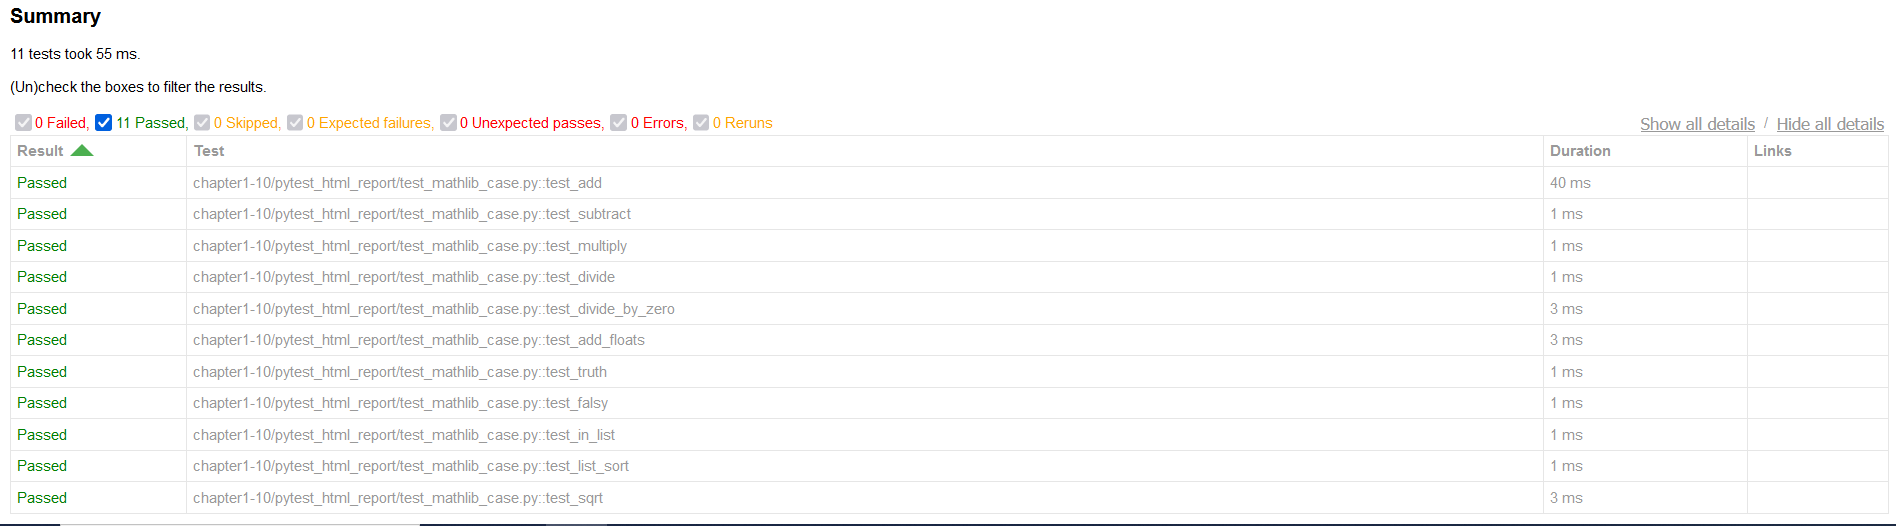 Summary
11 tests took 55 ms.
(Un)check the boxes to filter the results.
0 Failed, 11 Passed, 0 Skipped, 0 Expected failures, 0 Unexpected passes, 0 Errors, 0 Reruns
Show all details / Hide all details
Result Test Duration Links
Passed chapter1-10/pytest_html_report/test_mathlib_case.py::test_add 40 ms
Passed chapter1-10/pytest_html_report/test_mathlib_case.py::test_subtract 1 ms
Passed chapter1-10/pytest_html_report/test_mathlib_case.py::test_multiply 1 ms
Passed chapter1-10/pytest_html_report/test_mathlib_case.py::test_divide 1 ms
Passed chapter1-10/pytest_html_report/test_mathlib_case.py::test_divide_by_zero 3 ms
Passed chapter1-10/pytest_html_report/test_mathlib_case.py::test_add_floats 3 ms
Passed chapter1-10/pytest_html_report/test_mathlib_case.py::test_truth 1 ms
Passed chapter1-10/pytest_html_report/test_mathlib_case.py::test_falsy 1 ms
Passed chapter1-10/pytest_html_report/test_mathlib_case.py::test_in_list 1 ms
Passed chapter1-10/pytest_html_report/test_mathlib_case.py::test_list_sort 1 ms
Passed chapter1-10/pytest_html_report/test_mathlib_case.py::test_sqrt 3 ms